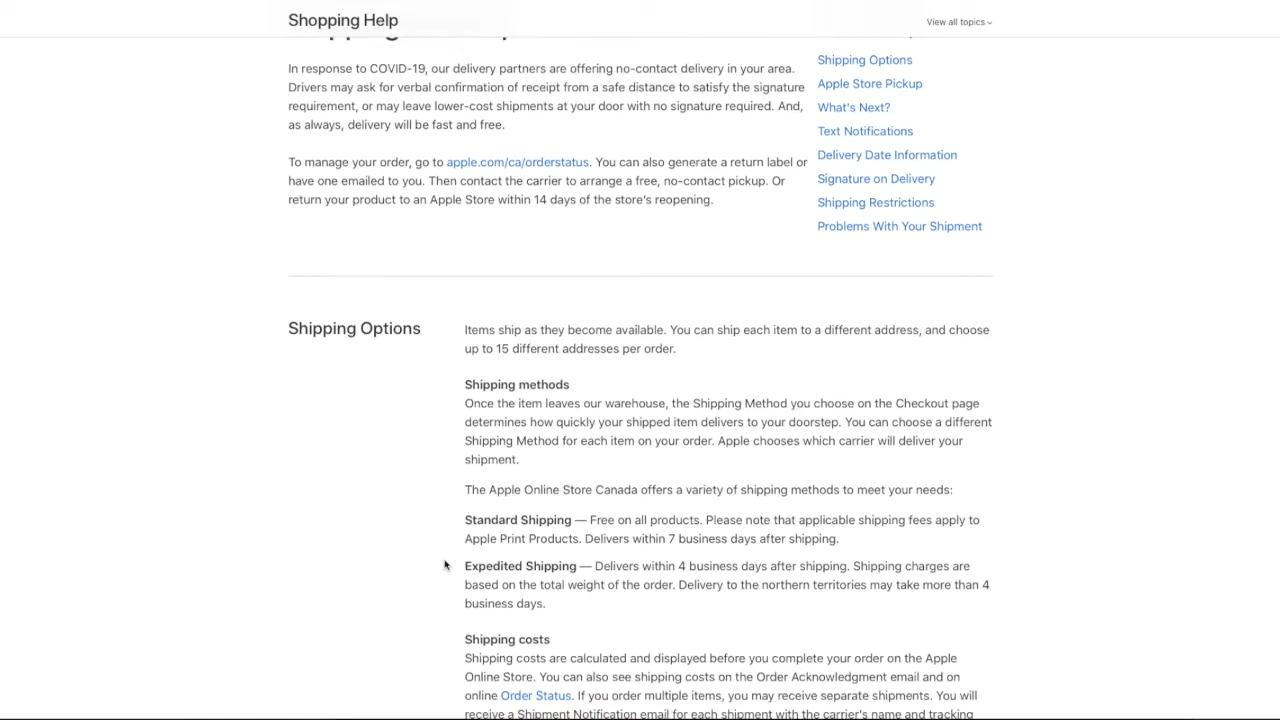 Shopping Help
View all topics
In response to COVID-19, our delivery partners are offering no-contact delivery in your area.
Drivers may ask for verbal confirmation of receipt from a safe distance to satisfy the signature
requirement, or may leave lower-cost shipments at your door with no signature required. And,
as always, delivery will be fast and free.
To manage your order, go to apple.com/ca/orderstatus. You can also generate a return label or
have one emailed to you. Then contact the carrier to arrange a free, no-contact pickup. Or
return your product to an Apple Store within 14 days of the store's reopening.
Shipping Options
Apple Store Pickup
What's Next?
Text Notifications
Delivery Date Information
Signature on Delivery
Shipping Restrictions
Problems With Your Shipment
Shipping Options
Items ship as they become available. You can ship each item to a different address, and choose
up to 15 different addresses per order.
Shipping methods
Once the item leaves our warehouse, the Shipping Method you choose on the Checkout page
determines how quickly your shipped item delivers to your doorstep. You can choose a different
Shipping Method for each item on your order. Apple chooses which carrier will deliver your
shipment.
The Apple Online Store Canada offers a variety of shipping methods to meet your needs:
Standard Shipping — Free on all products. Please note that applicable shipping fees apply to
Apple Print Products. Delivers within 7 business days after shipping.
Expedited Shipping — Delivers within 4 business days after shipping. Shipping charges are
based on the total weight of the order. Delivery to the northern territories may take more than 4
business days.
Shipping costs
Shipping costs are calculated and displayed before you complete your order on the Apple
Online Store. You can also see shipping costs on the Order Acknowledgment email and on
online Order Status. If you order multiple items, you may receive separate shipments. You will
receive a Shipment Notification email for each shipment with the carrier's name and tracking